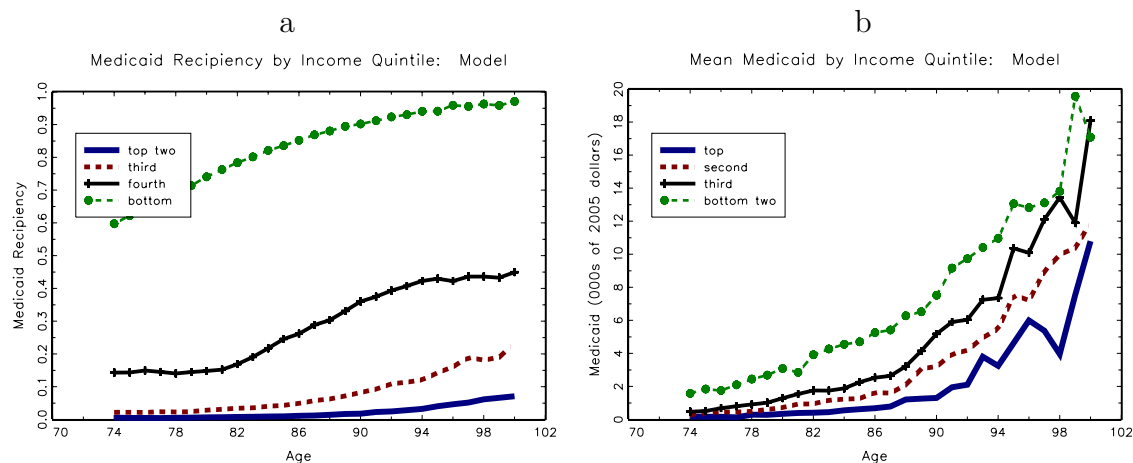 a
Medicaid Recipiency by Income Quintile: Model
Medicaid Recipiency
0.0 0.1 0.2 0.3 0.4 0.5 0.6 0.7 0.8 0.9 1.0
top two
third
fourth
bottom
70 74 78 82 86 90 94 98 102
Age
b
Mean Medicaid by Income Quintile: Model
Medicaid (000s of 2005 dollars)
0 2 4 6 8 10 12 14 16 18 20
top
second
third
bottom two
70 74 78 82 86 90 94 98 102
Age